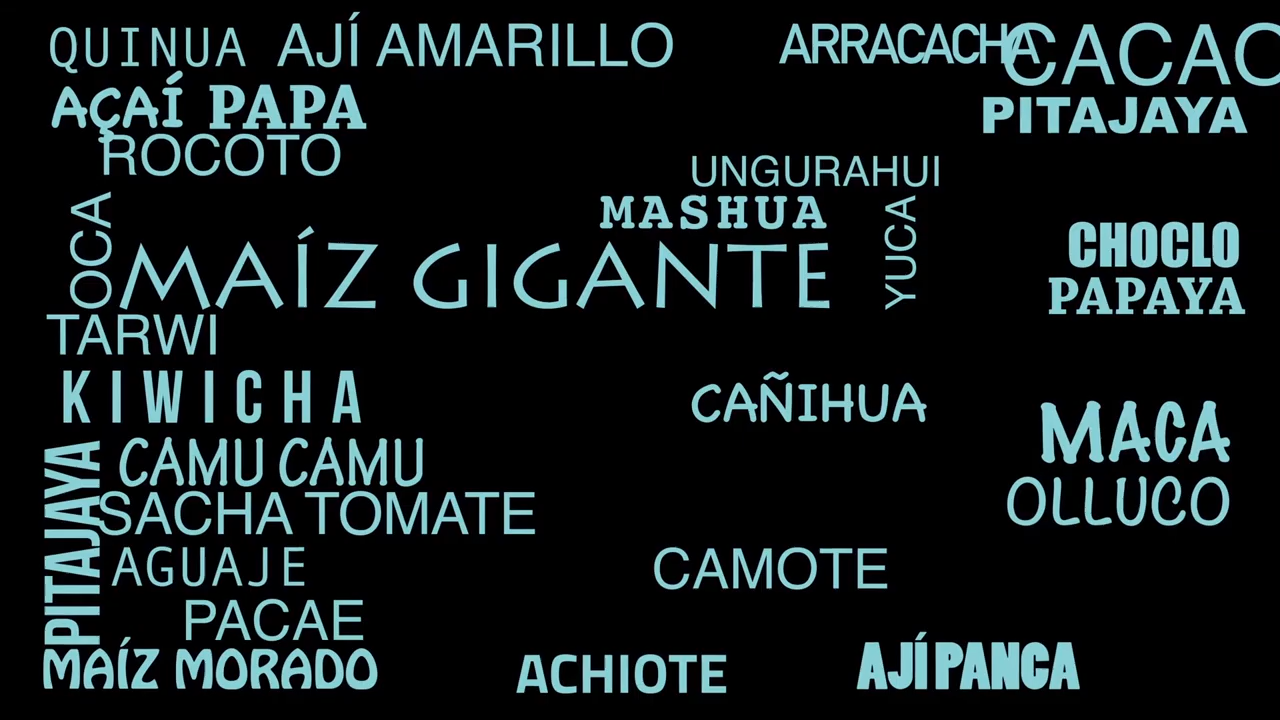 QUINUA AJÍ AMARILLO ARRACACHA CACAO
AÇAÍ PAPA PITAJAYA
ROCOTO
UNGURAHUI
OCA
MASHUA
YUCA
MAÍZ GIGANTE
CHOCLO
PAPAYA
TARWI
KIWICHA
CAÑIHUA
MACA
PITAJAYA
CAMU CAMU
SACHA TOMATE
OLLUCO
AGUAJE
CAMOTE
PACAE
MAÍZ MORADO
ACHIOTE
AJÍ PANCA